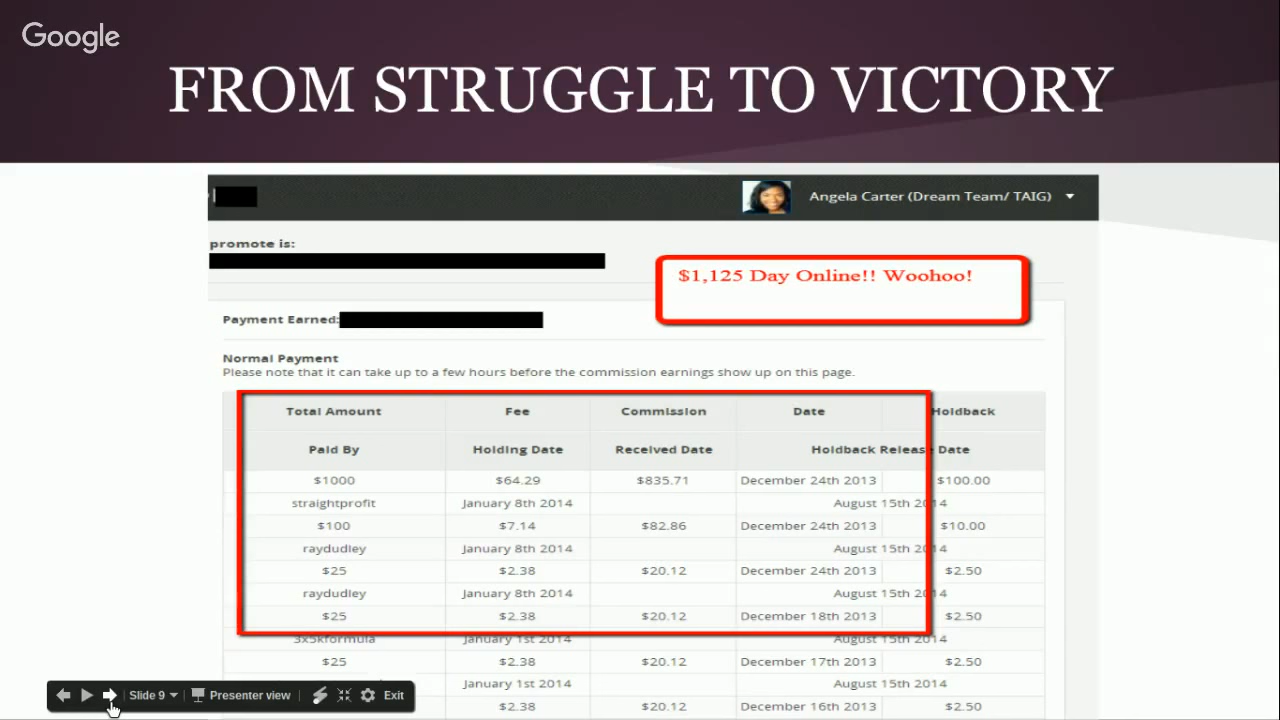 Google
FROM STRUGGLE TO VICTORY
Angela Carter (Dream Team/ TAIG)
promote is:
$1,125 Day Online!! Woohoo!
Payment Earned:
Normal Payment
Please note that it can take up to a few hours before the commission earnings show up on this page.
Total Amount Fee Commission Date Holdback
Paid By Holding Date Received Date Holdback Release Date
$1000 $64.29 $835.71 December 24th 2013 $100.00
straightprofit January 8th 2014 August 15th 2014
$100 $7.14 $82.86 December 24th 2013 $10.00
raydudley January 8th 2014 August 15th 2014
$25 $2.38 $20.12 December 24th 2013 $2.50
raydudley January 8th 2014 August 15th 2014
$25 $2.38 $20.12 December 18th 2013 $2.50
3x5kformula January 1st 2014 August 15th 2014
$25 $2.38 $20.12 December 17th 2013 $2.50
January 1st 2014 August 15th 2014
$2.38 $20.12 December 16th 2013 $2.50
Slide 9 Presenter view Exit